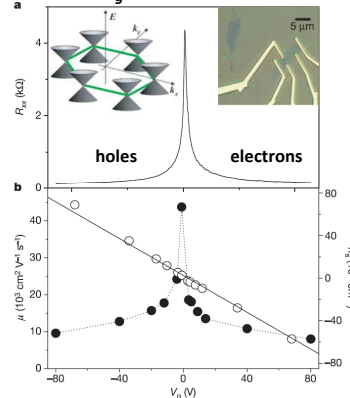 a
E
k_y
k_x
5 µm
4
2
0
R_xx (kΩ)
holes
electrons
b
40
30
20
10
0
µ (10³ cm² V⁻¹ s⁻¹)
80
40
0
–40
–80
–80
–40
0
40
80
V_g (V)